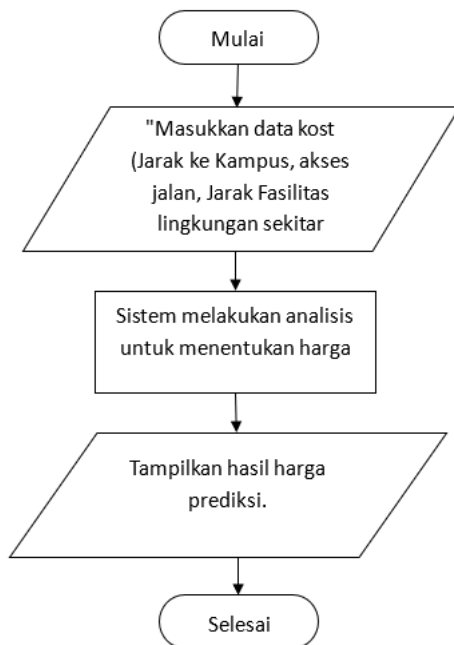 Mulai
"Masukkan data kost
(Jarak ke Kampus, akses
jalan, Jarak Fasilitas
lingkungan sekitar
Sistem melakukan analisis
untuk menentukan harga
Tampilkan hasil harga
prediksi.
Selesai